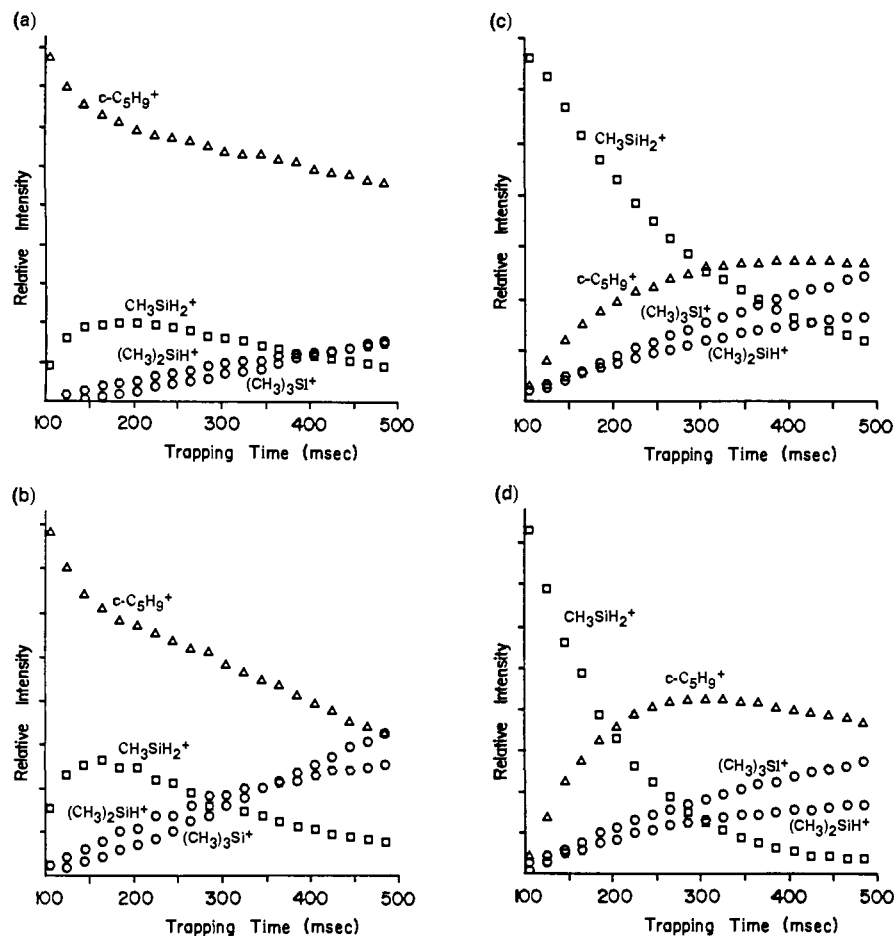 (a)
c-C₅H₉⁺
CH₃SiH₂⁺
(CH₃)₂SiH⁺
(CH₃)₃SI⁺
Relative Intensity
100 200 300 400 500
Trapping Time (msec)
(c)
CH₃SiH₂⁺
c-C₅H₉⁺
(CH₃)₃SI⁺
(CH₃)₂SiH⁺
Relative Intensity
100 200 300 400 500
Trapping Time (msec)
(b)
c-C₅H₉⁺
CH₃SiH₂⁺
(CH₃)₂SiH⁺
(CH₃)₃Si⁺
Relative Intensity
100 200 300 400 500
Trapping Time (msec)
(d)
CH₃SiH₂⁺
c-C₅H₉⁺
(CH₃)₃SI⁺
(CH₃)₂SiH⁺
Relative Intensity
100 200 300 400 500
Trapping Time (msec)